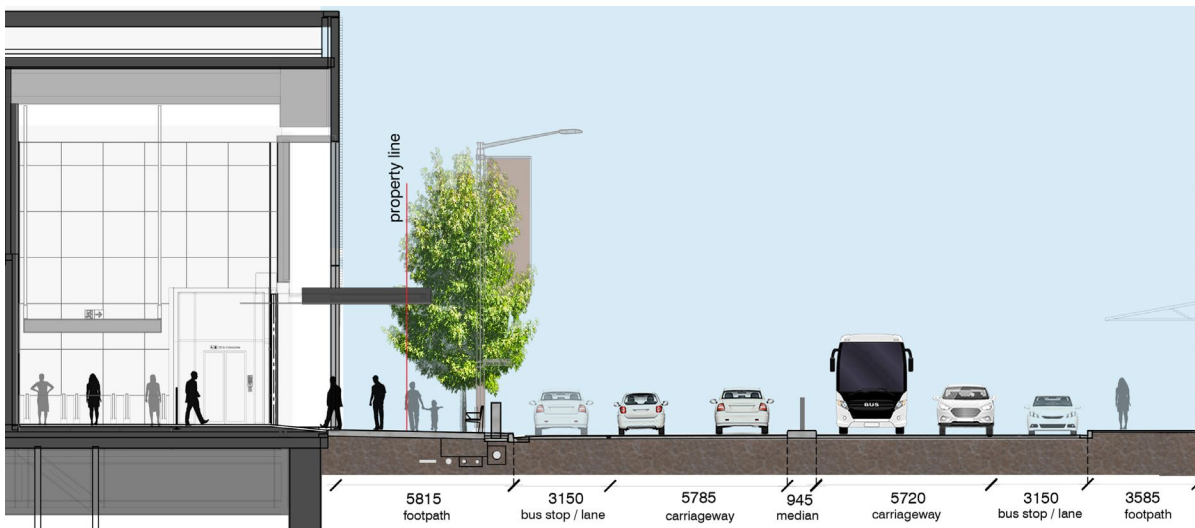 property line
BUS
5815
footpath
3150
bus stop / lane
5785
carriageway
945
median
5720
carriageway
3150
bus stop / lane
3585
footpath